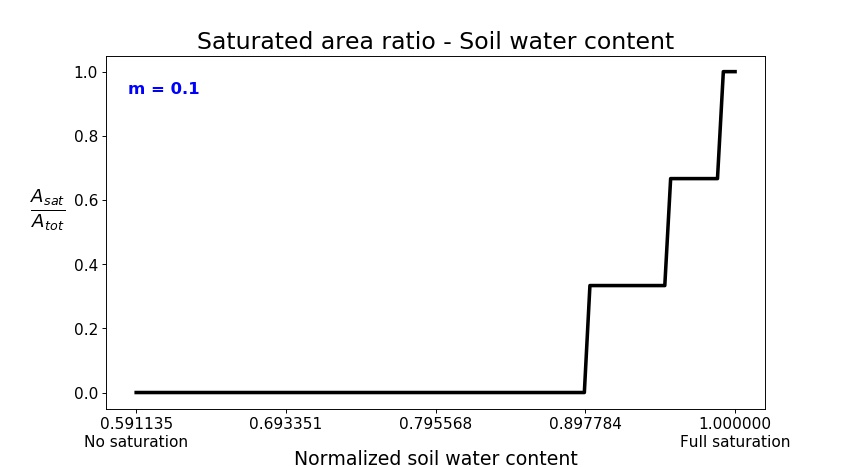 Saturated area ratio - Soil water content
m = 0.1
1.0
0.8
0.6
0.4
0.2
0.0
A_sat
A_tot
0.591135 0.693351 0.795568 0.897784 1.000000
No saturation Full saturation
Normalized soil water content